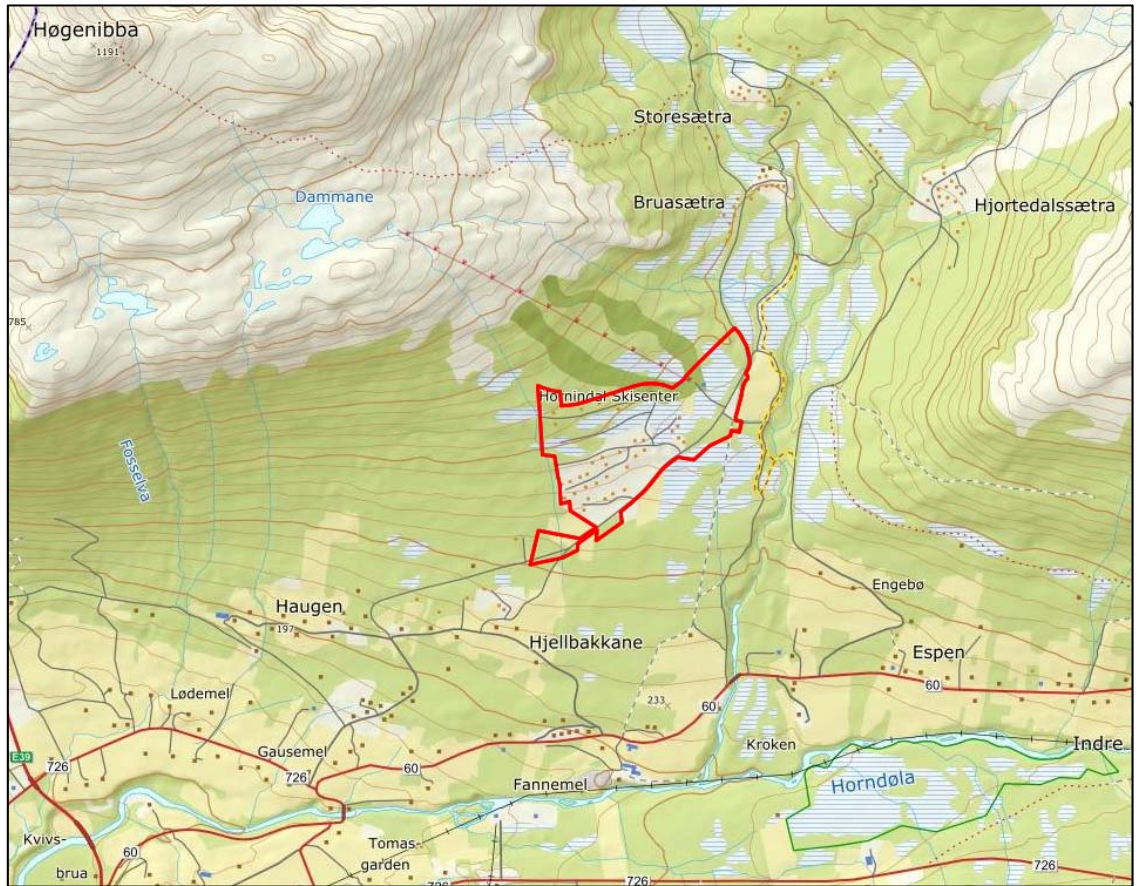 Høgenibba
1191
Storesætra
Dammane
Bruasætra
Hjortedalssætra
785
Hornindal Skisenter
Fosselva
Engebø
Haugen
197
Hjellbakkane
Espen
60
Lødemel
233
60
Kroken
Indre
E39
726
Gausemel
726
60
Fannemel
Horndøla
Kvivs-
brua
60
Tomas-
garden
726
726
726